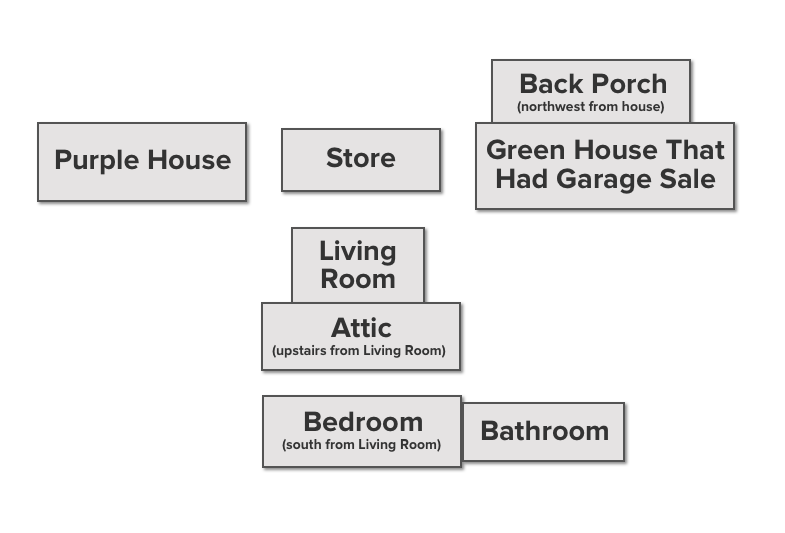 Back Porch
(northwest from house)
Purple House
Store
Green House That
Had Garage Sale
Living
Room
Attic
(upstairs from Living Room)
Bedroom
(south from Living Room)
Bathroom